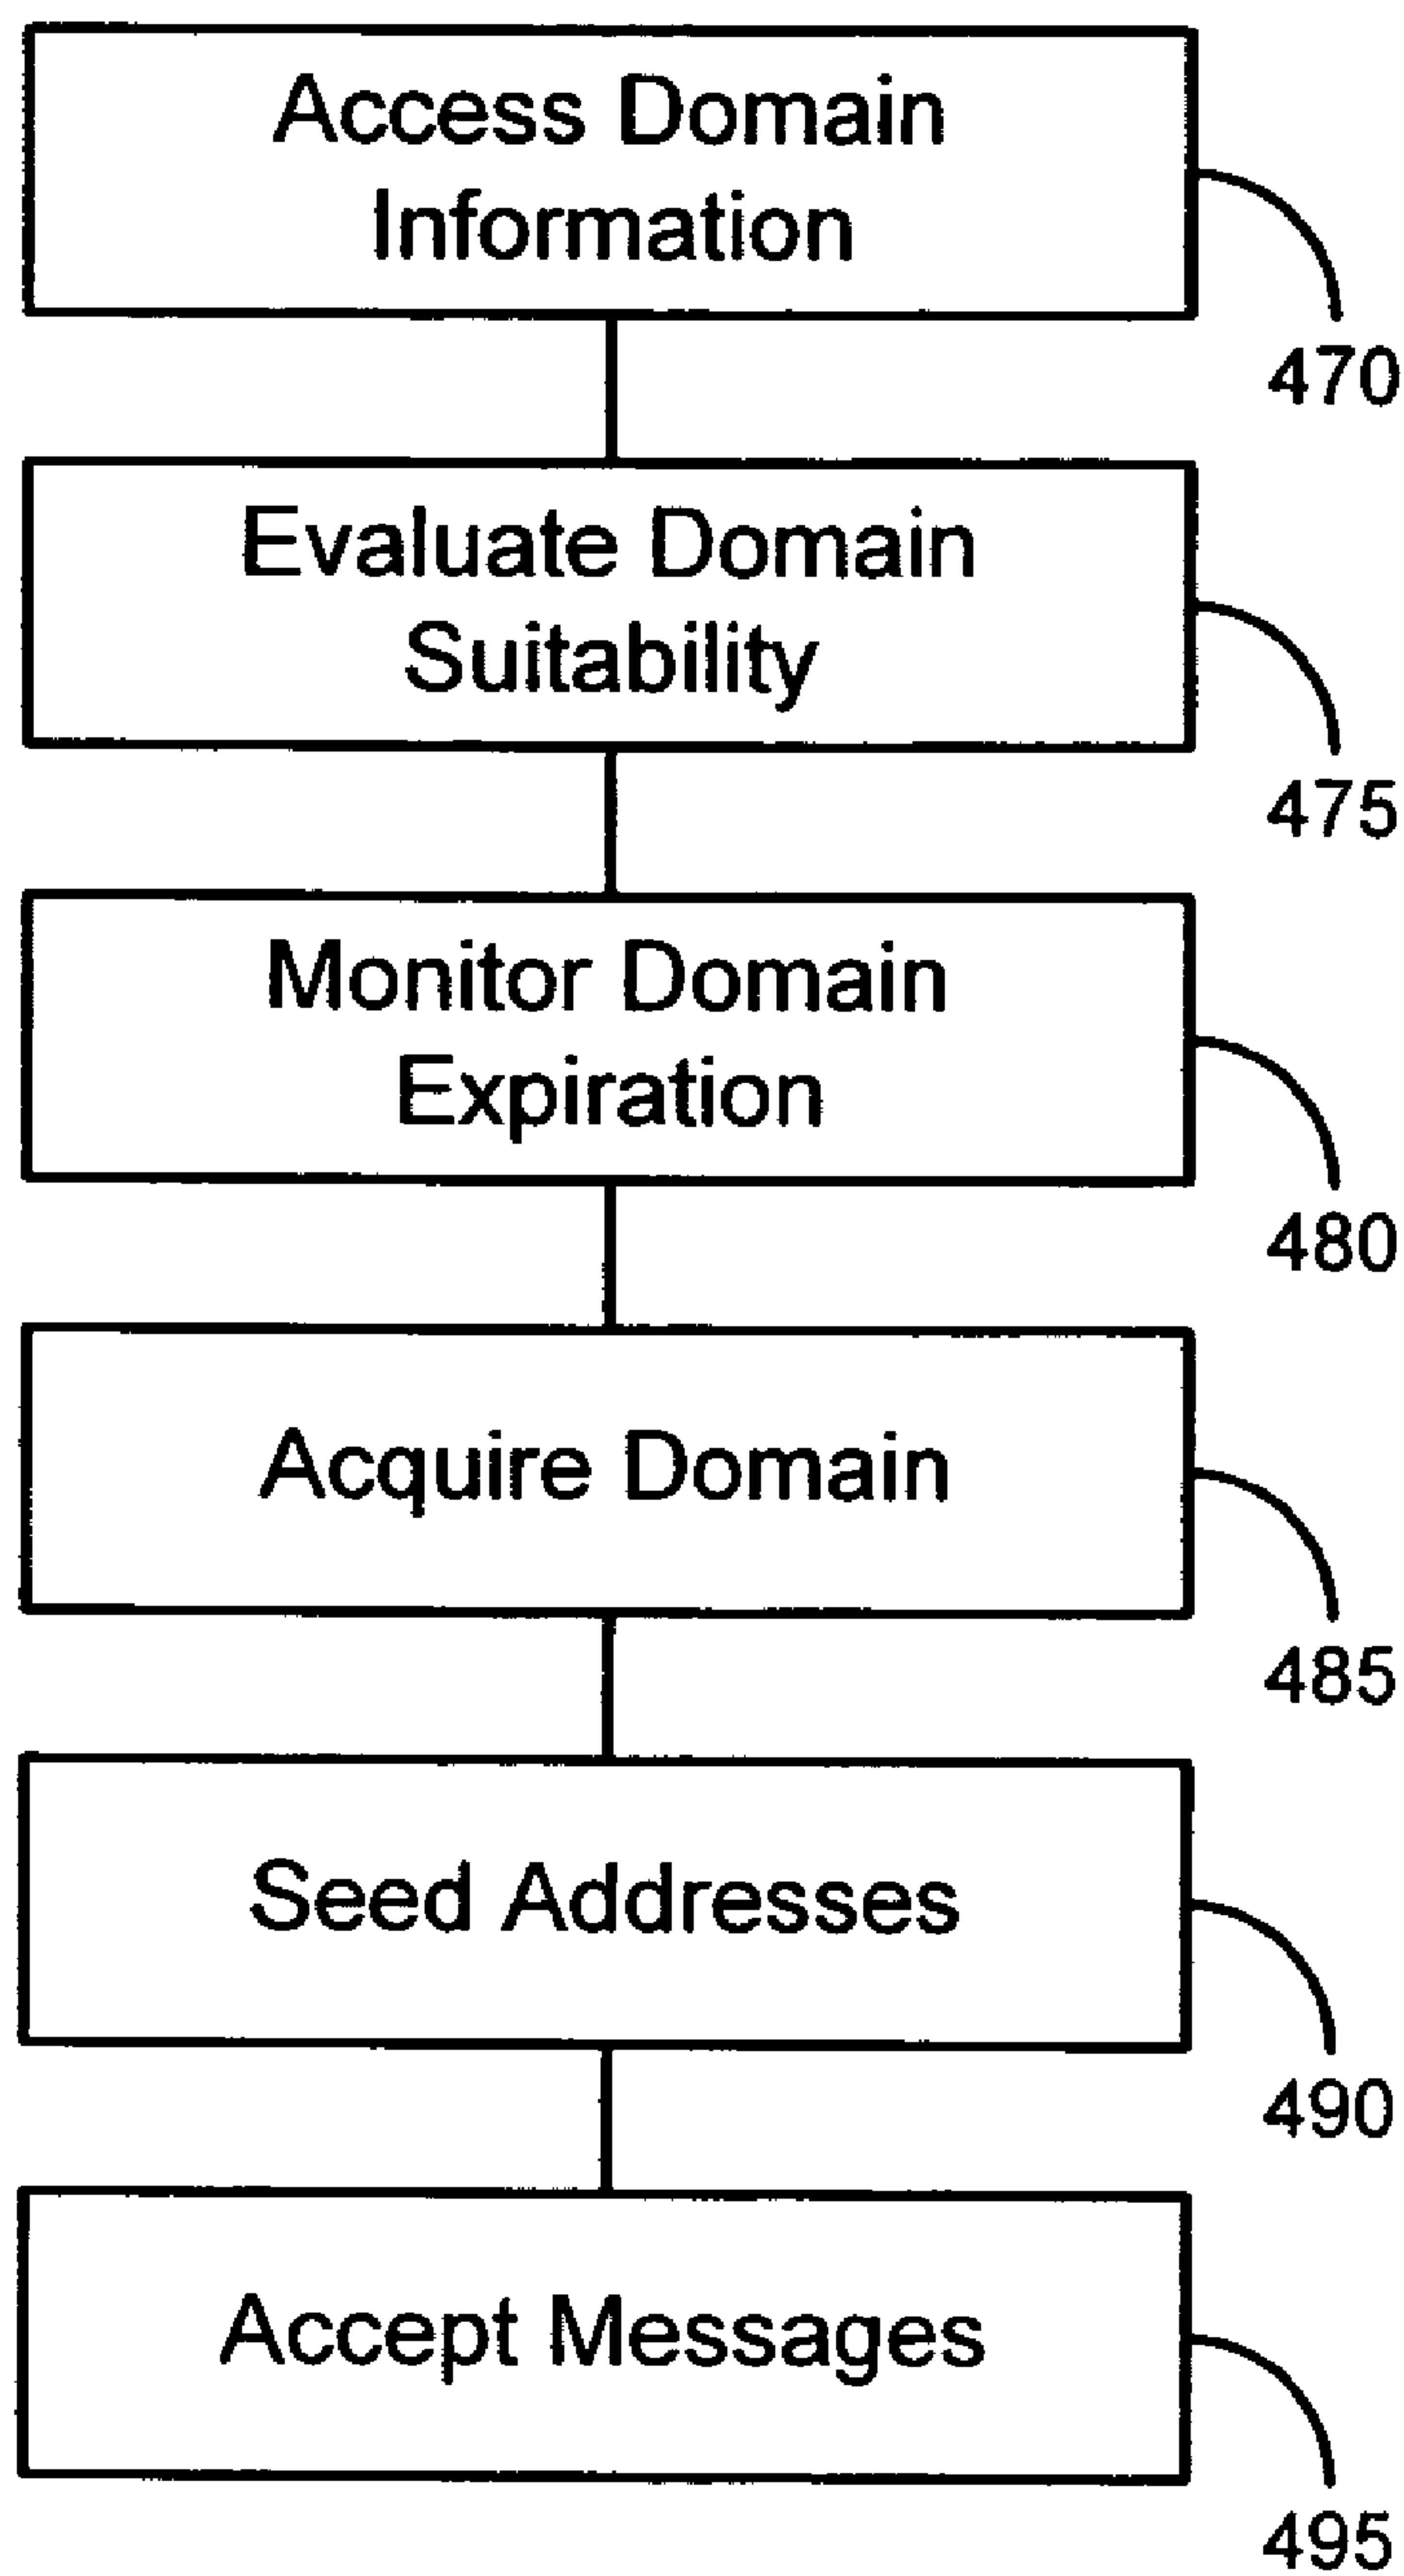 Access Domain
Information
470
Evaluate Domain
Suitability
475
Monitor Domain
Expiration
480
Acquire Domain
485
Seed Addresses
490
Accept Messages
495